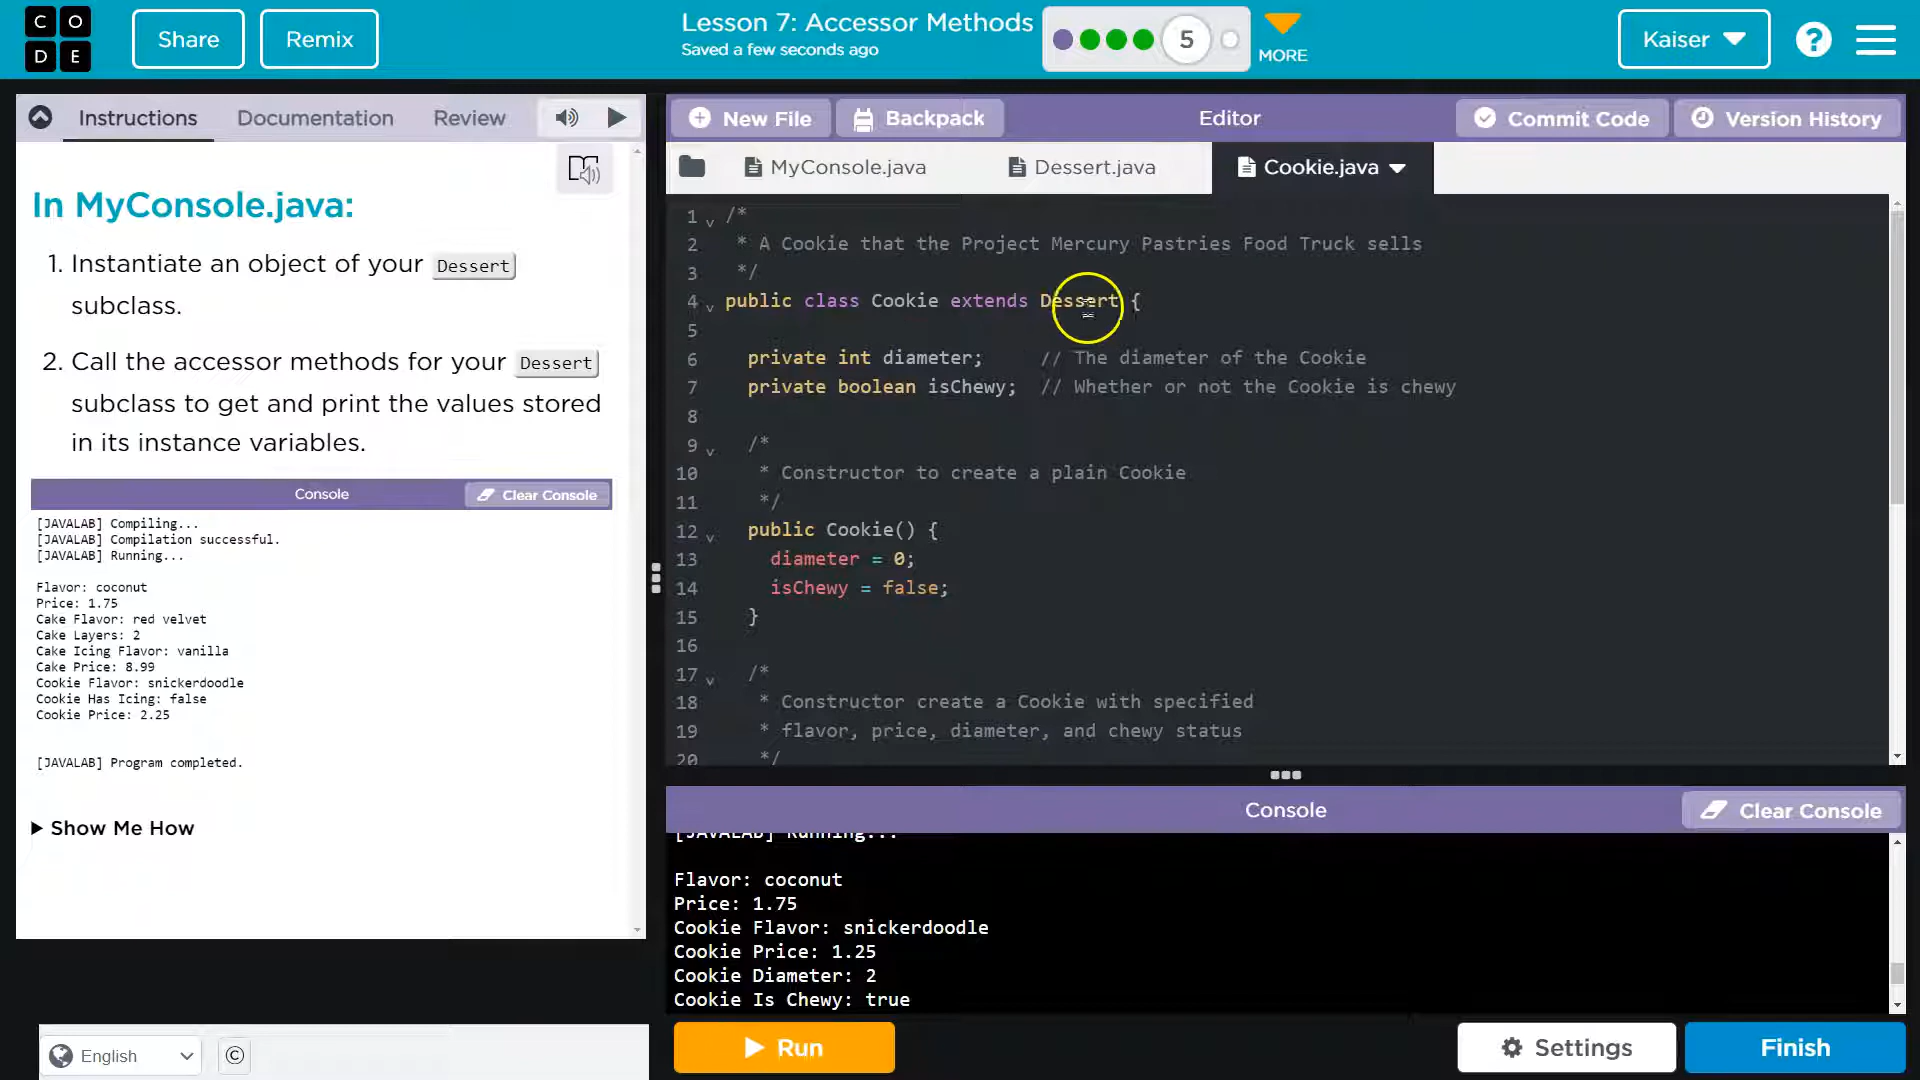 C O
D E
Share
Remix
Lesson 7: Accessor Methods
Saved a few seconds ago
5
MORE
Kaiser
?
Instructions
Documentation
Review
In MyConsole.java:
1. Instantiate an object of your Dessert
subclass.
2. Call the accessor methods for your Dessert
subclass to get and print the values stored
in its instance variables.
Console
Clear Console
[JAVALAB] Compiling...
[JAVALAB] Compilation successful.
[JAVALAB] Running...
Flavor: coconut
Price: 1.75
Cake Flavor: red velvet
Cake Layers: 2
Cake Icing Flavor: vanilla
Cake Price: 8.99
Cookie Flavor: snickerdoodle
Cookie Has Icing: false
Cookie Price: 2.25
[JAVALAB] Program completed.
Show Me How
English
©
New File
Backpack
Editor
Commit Code
Version History
MyConsole.java
Dessert.java
Cookie.java
1 /*
2 * A Cookie that the Project Mercury Pastries Food Truck sells
3 */
4 public class Cookie extends Dessert {
5
6 private int diameter; // The diameter of the Cookie
7 private boolean isChewy; // Whether or not the Cookie is chewy
8
9 /*
10 * Constructor to create a plain Cookie
11 */
12 public Cookie() {
13 diameter = 0;
14 isChewy = false;
15 }
16
17 /*
18 * Constructor create a Cookie with specified
19 * flavor, price, diameter, and chewy status
20 */
Console
Clear Console
[JAVALAB] Running...
Flavor: coconut
Price: 1.75
Cookie Flavor: snickerdoodle
Cookie Price: 1.25
Cookie Diameter: 2
Cookie Is Chewy: true
Run
Settings
Finish